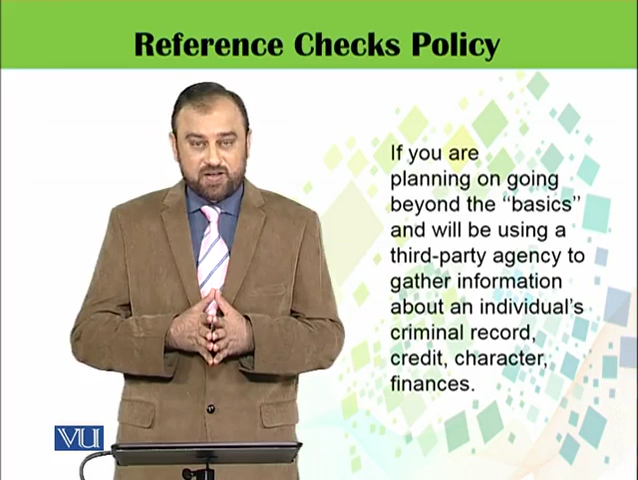 Reference Checks Policy
If you are
planning on going
beyond the “basics”
and will be using a
third-party agency to
gather information
about an individual’s
criminal record,
credit, character,
finances.
VU